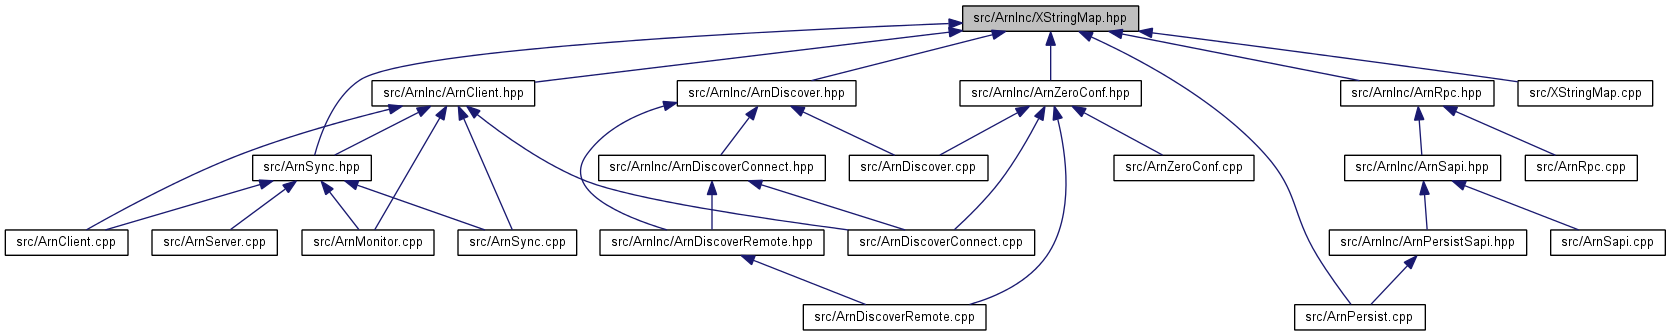 src/ArnInc/XStringMap.hpp
src/ArnInc/ArnClient.hpp
src/ArnInc/ArnDiscover.hpp
src/ArnInc/ArnZeroConf.hpp
src/ArnInc/ArnRpc.hpp
src/XStringMap.cpp
src/ArnSync.hpp
src/ArnInc/ArnDiscoverConnect.hpp
src/ArnDiscover.cpp
src/ArnZeroConf.cpp
src/ArnInc/ArnSapi.hpp
src/ArnRpc.cpp
src/ArnClient.cpp
src/ArnServer.cpp
src/ArnMonitor.cpp
src/ArnSync.cpp
src/ArnInc/ArnDiscoverRemote.hpp
src/ArnDiscoverConnect.cpp
src/ArnInc/ArnPersistSapi.hpp
src/ArnSapi.cpp
src/ArnDiscoverRemote.cpp
src/ArnPersist.cpp